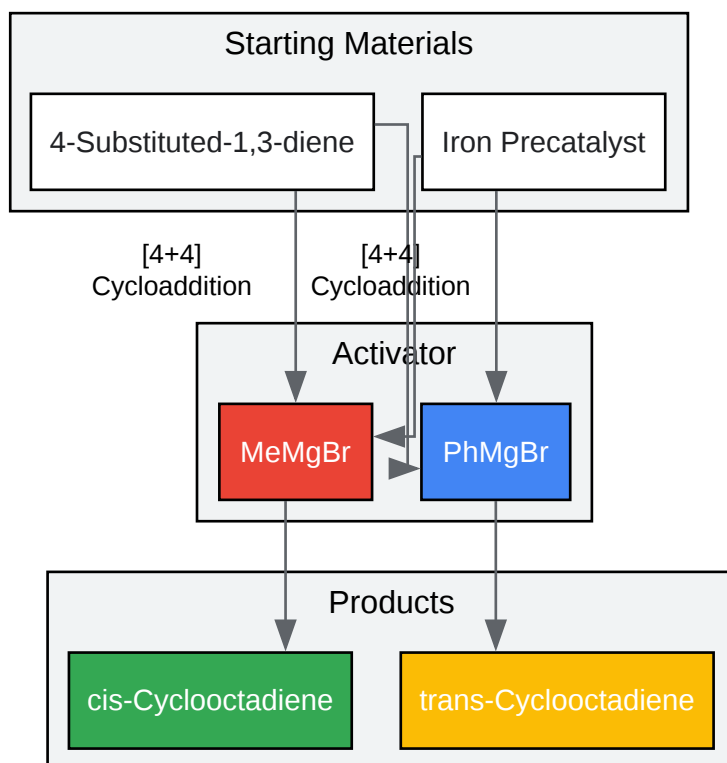 Starting Materials
4-Substituted-1,3-diene
Iron Precatalyst
[4+4]
Cycloaddition
[4+4]
Cycloaddition
Activator
MeMgBr
PhMgBr
Products
cis-Cyclooctadiene
trans-Cyclooctadiene